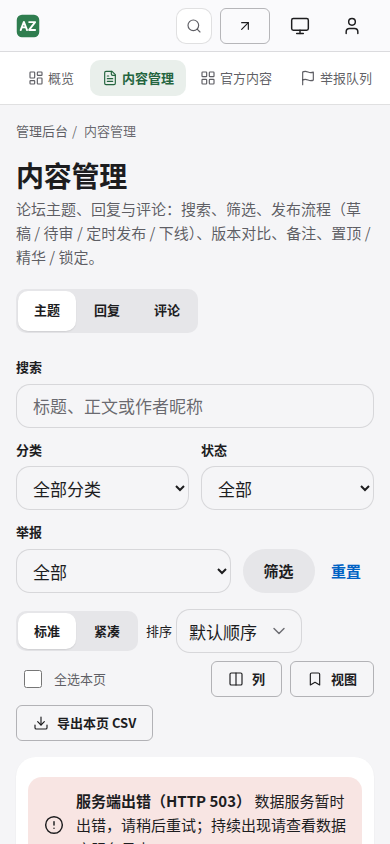 AZ
概览 内容管理 官方内容 举报队列
管理后台 / 内容管理
内容管理
论坛主题、回复与评论：搜索、筛选、发布流程（草
稿 / 待审 / 定时发布 / 下线）、版本对比、备注、置顶 /
精华 / 锁定。
主题 回复 评论
搜索
标题、正文或作者昵称
分类 状态
全部分类 全部
举报
全部 筛选 重置
标准 紧凑 排序 默认顺序
全选本页 列 视图
导出本页 CSV
服务端出错（HTTP 503） 数据服务暂时
出错，请稍后重试；持续出现请查看数据